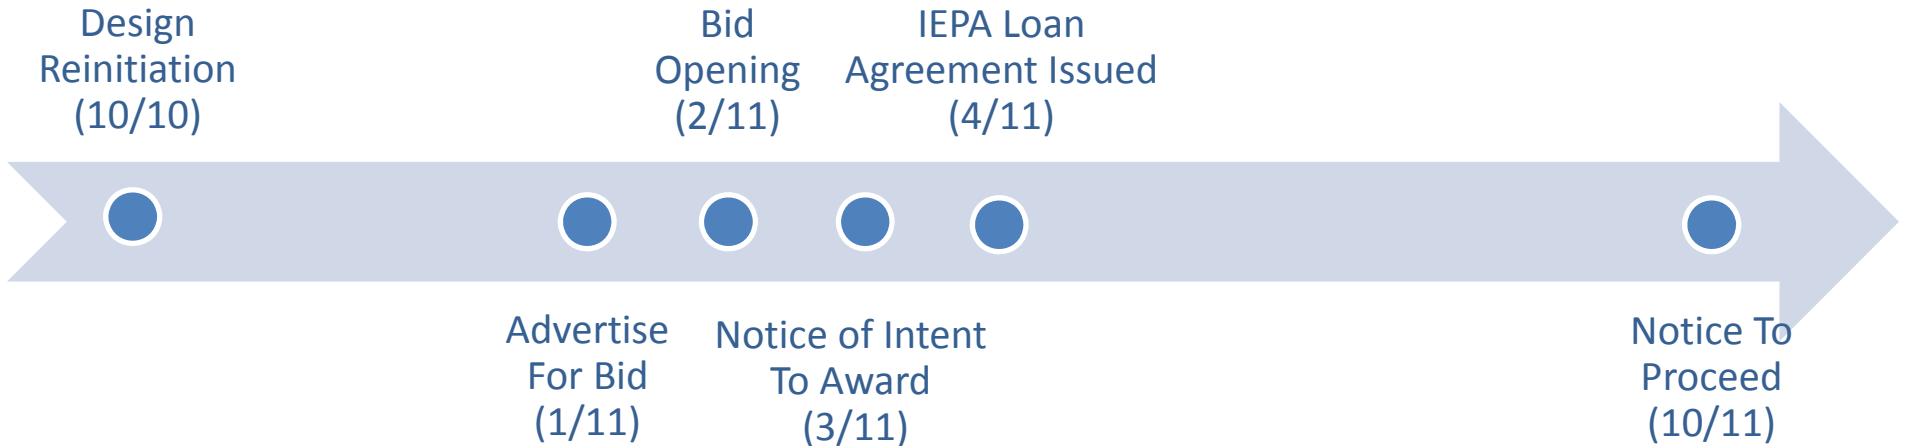 Design
Reinitiation
(10/10)
Bid
Opening
(2/11)
IEPA Loan
Agreement Issued
(4/11)
Advertise
For Bid
(1/11)
Notice of Intent
To Award
(3/11)
Notice To
Proceed
(10/11)